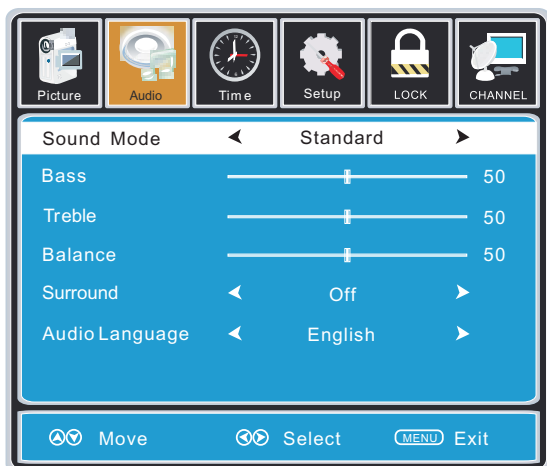 Picture Audio Time Setup LOCK CHANNEL
Sound Mode Standard
Bass 50
Treble 50
Balance 50
Surround Off
Audio Language English
Move Select MENU Exit